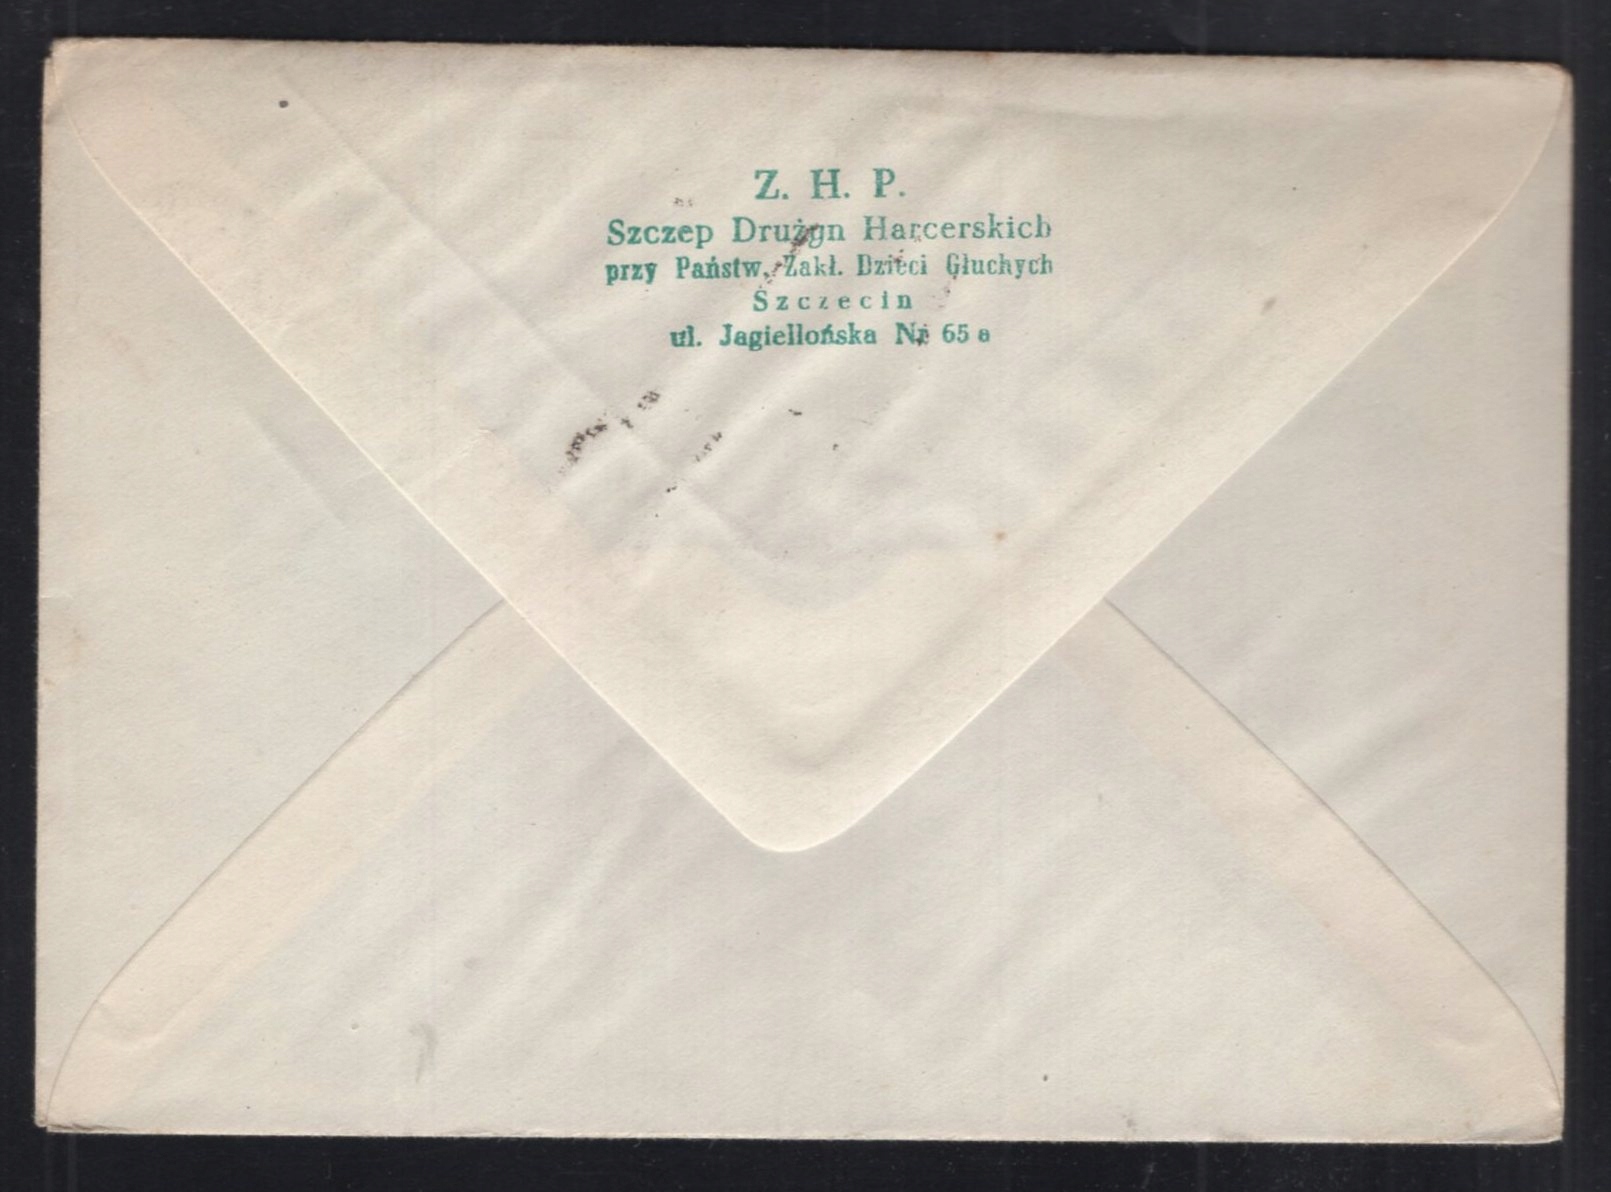 Z. H. P.
Szczep Drużyn Harcerskich
przy Państw. Zakł. Dzieci Głuchych
Szczecin
ul. Jagiellońska Nr 65 a